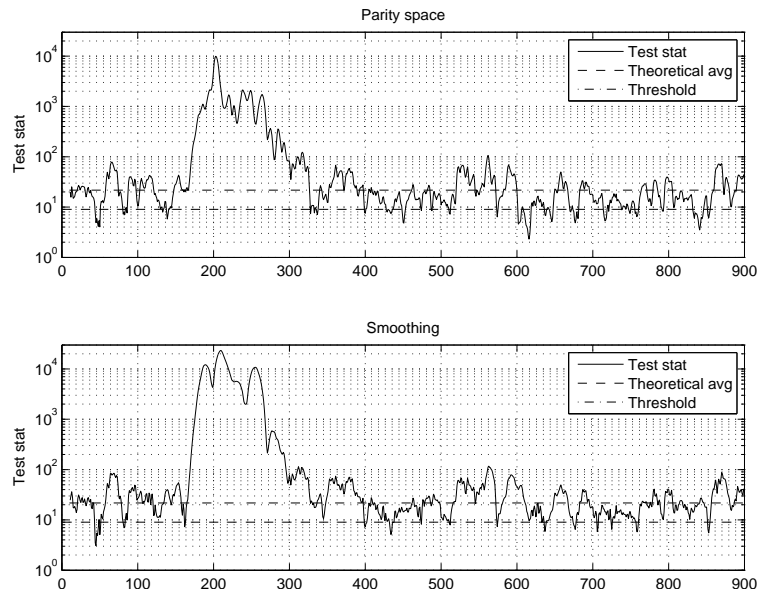 Parity space
Test stat
10^4
10^3
10^2
10^1
10^0
0 100 200 300 400 500 600 700 800 900
Test stat
Theoretical avg
Threshold
Smoothing
Test stat
10^4
10^3
10^2
10^1
10^0
0 100 200 300 400 500 600 700 800 900
Test stat
Theoretical avg
Threshold